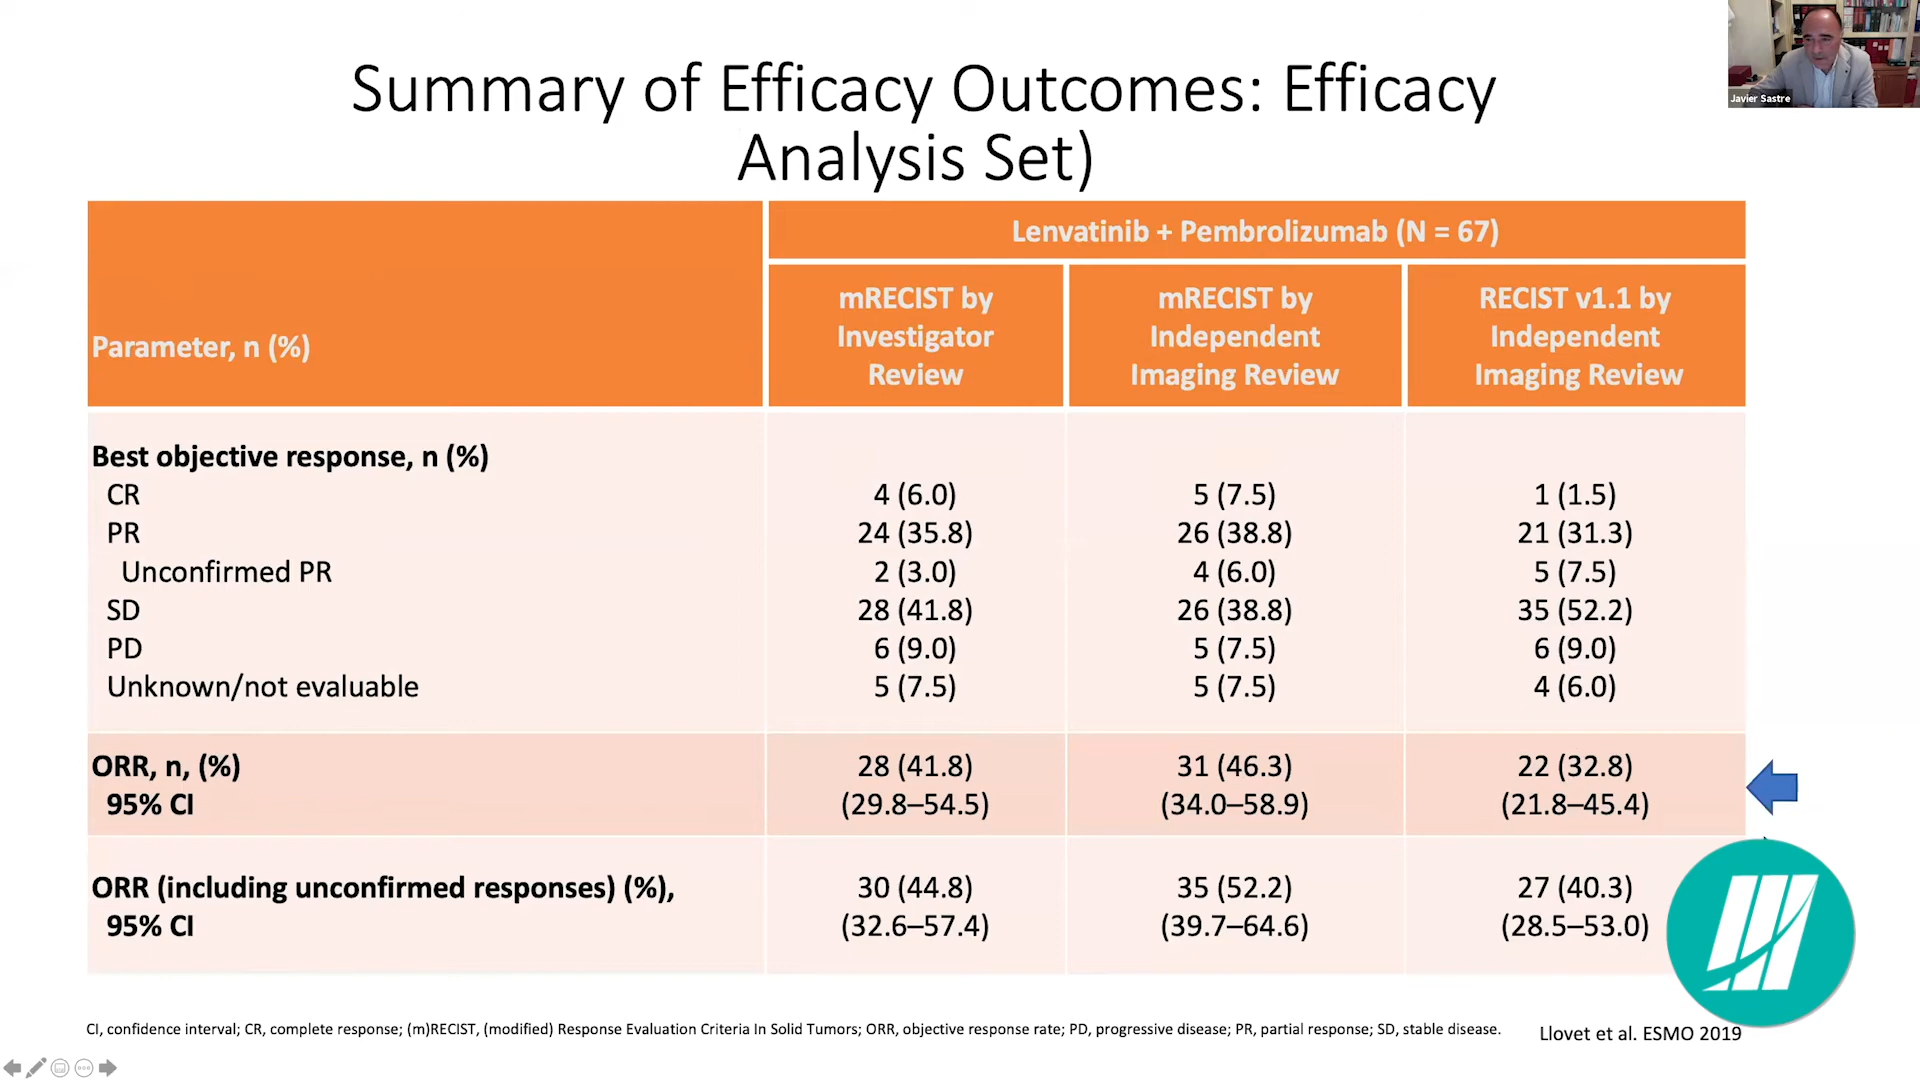 Summary of Efficacy Outcomes: Efficacy
Analysis Set)
Javier Sastre
Parameter, n (%)
Lenvatinib + Pembrolizumab (N = 67)
mRECIST by
Investigator
Review
mRECIST by
Independent
Imaging Review
RECIST v1.1 by
Independent
Imaging Review
Best objective response, n (%)
CR 4 (6.0) 5 (7.5) 1 (1.5)
PR 24 (35.8) 26 (38.8) 21 (31.3)
Unconfirmed PR 2 (3.0) 4 (6.0) 5 (7.5)
SD 28 (41.8) 26 (38.8) 35 (52.2)
PD 6 (9.0) 5 (7.5) 6 (9.0)
Unknown/not evaluable 5 (7.5) 5 (7.5) 4 (6.0)
ORR, n, (%) 28 (41.8) 31 (46.3) 22 (32.8)
95% CI (29.8–54.5) (34.0–58.9) (21.8–45.4)
ORR (including unconfirmed responses) (%), 30 (44.8) 35 (52.2) 27 (40.3)
95% CI (32.6–57.4) (39.7–64.6) (28.5–53.0)
CI, confidence interval; CR, complete response; (m)RECIST, (modified) Response Evaluation Criteria In Solid Tumors; ORR, objective response rate; PD, progressive disease; PR, partial response; SD, stable disease.
Llovet et al. ESMO 2019